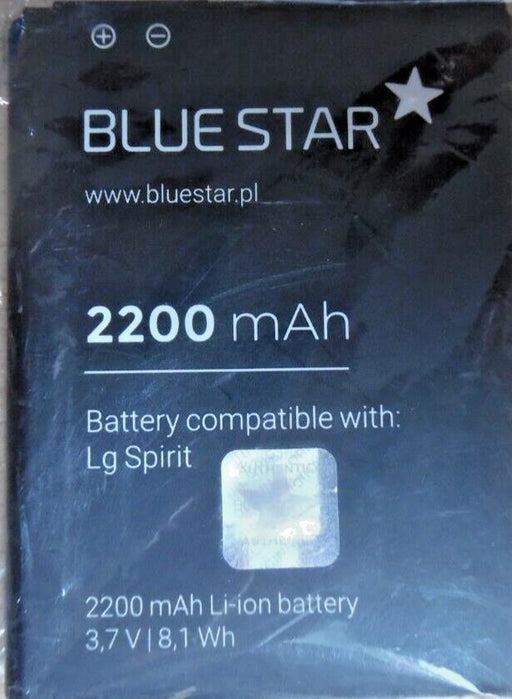 BLUE STAR
www.bluestar.pl
2200 mAh
Battery compatible with:
Lg Spirit
AUTHENTIC
2200 mAh Li-ion battery
3,7 V | 8,1 Wh